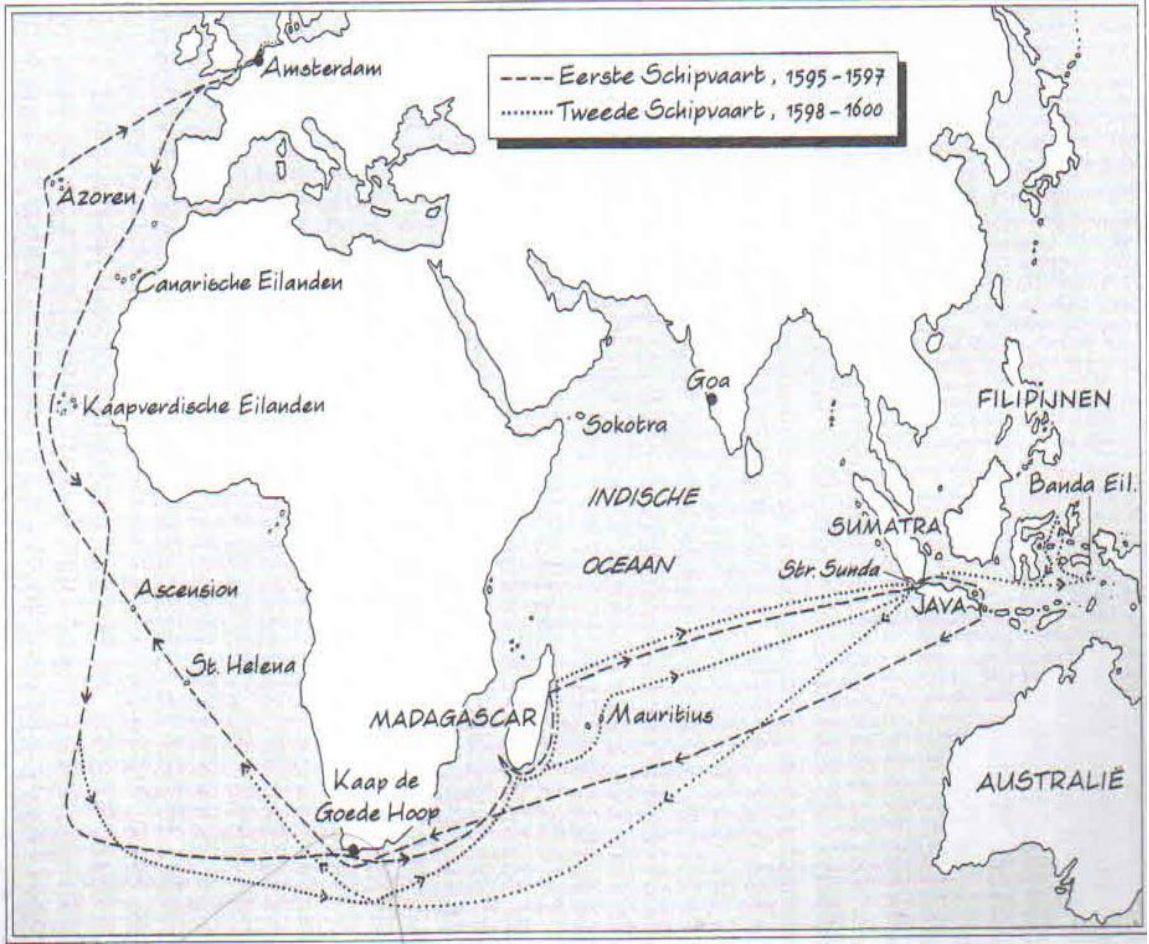 Amsterdam
Eerste Schipvaart, 1595-1597
Tweede Schipvaart, 1598-1600
Azoren
Canarische Eilanden
Kaapverdische Eilanden
Goa
Sokotra
FILIPIJNEN
Banda Eil.
INDISCHE
OCEAAN
SUMATRA
Str. Sunda
JAVA
Ascension
St. Helena
MADAGASCAR
Mauritius
Kaap de
Goede Hoop
AUSTRALIË